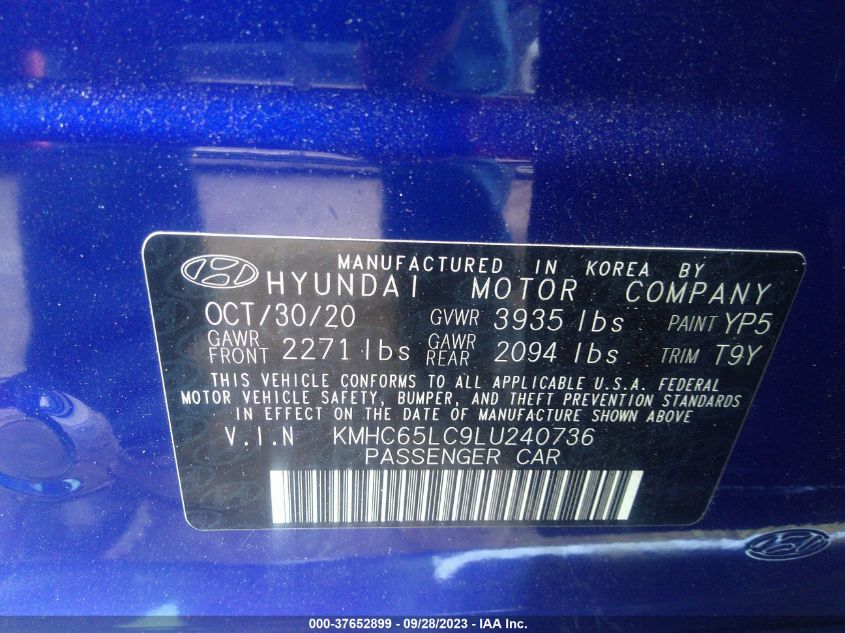 MANUFACTURED IN KOREA BY
HYUNDAI MOTOR COMPANY
OCT/30/20 GVWR 3935 lbs PAINT YP5
GAWR FRONT 2271 lbs GAWR REAR 2094 lbs TRIM T9Y
THIS VEHICLE CONFORMS TO ALL APPLICABLE U.S.A. FEDERAL
MOTOR VEHICLE SAFETY, BUMPER, AND THEFT PREVENTION STANDARDS
IN EFFECT ON THE DATE OF MANUFACTURE SHOWN ABOVE
V.I.N KMHC65LC9LU240736
PASSENGER CAR
000-37652899 - 09/28/2023 - IAA Inc.